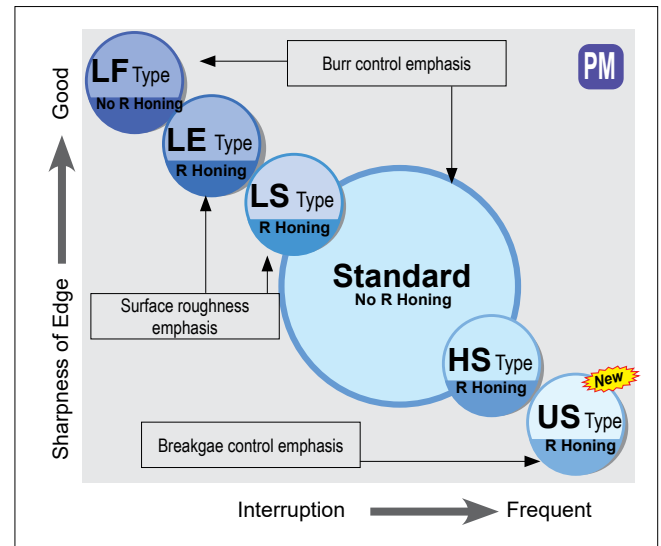 LF Type
No R Honing
Burr control emphasis
PM
LE Type
R Honing
LS Type
R Honing
Standard
No R Honing
Surface roughness
emphasis
HS Type
R Honing
New
US Type
R Honing
Breakgae control emphasis
Good
Sharpness of Edge
Interruption
Frequent